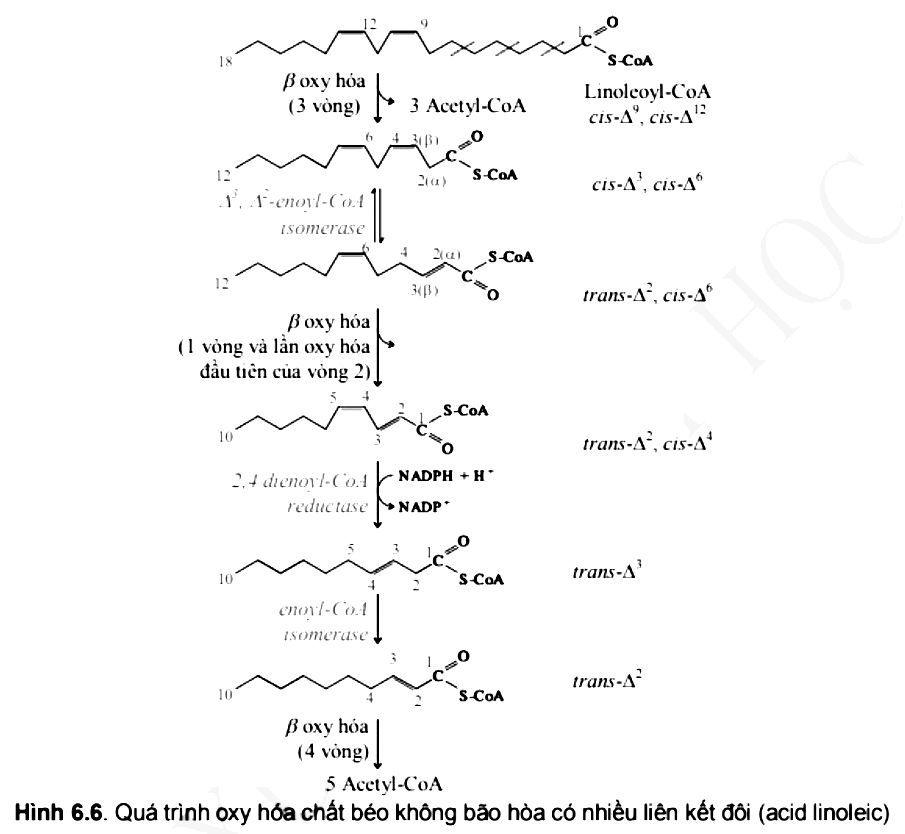 12 9 1 O
18 C S-CoA
β oxy hóa
(3 vòng) 3 Acetyl-CoA
Linoleoyl-CoA
cis-Δ⁹, cis-Δ¹²
6 4 3(β) C O
12 2(α) S-CoA
cis-Δ³, cis-Δ⁶
Δ³, Δ²-enoyl-CoA
isomerase
6 4 2(α) S-CoA
12 3(β) C O
trans-Δ², cis-Δ⁶
β oxy hóa
(1 vòng và lần oxy hóa
đầu tiên của vòng 2)
5 4 2 1 S-CoA
10 3 C O
trans-Δ², cis-Δ⁴
2,4 dienoyl-CoA
reductase
NADPH + H⁺
NADP⁺
5 3 1 O
10 4 2 C S-CoA
trans-Δ³
enoyl-CoA
isomerase
3 1 O
10 4 2 C S-CoA
trans-Δ²
β oxy hóa
(4 vòng)
5 Acetyl-CoA
Hình 6.6. Quá trình oxy hóa chất béo không bão hòa có nhiều liên kết đôi (acid linoleic)
HỌC